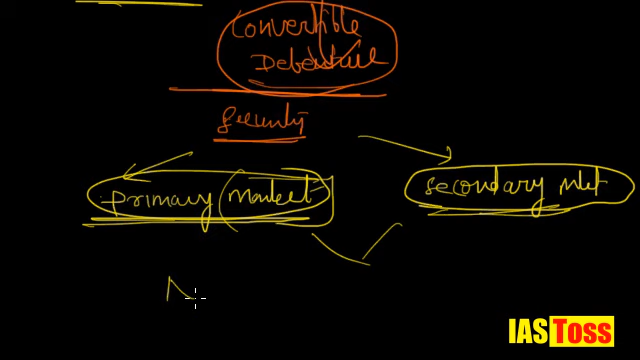 Convertible
Debenture
Security
Primary Market
Secondary Mkt
IASToss